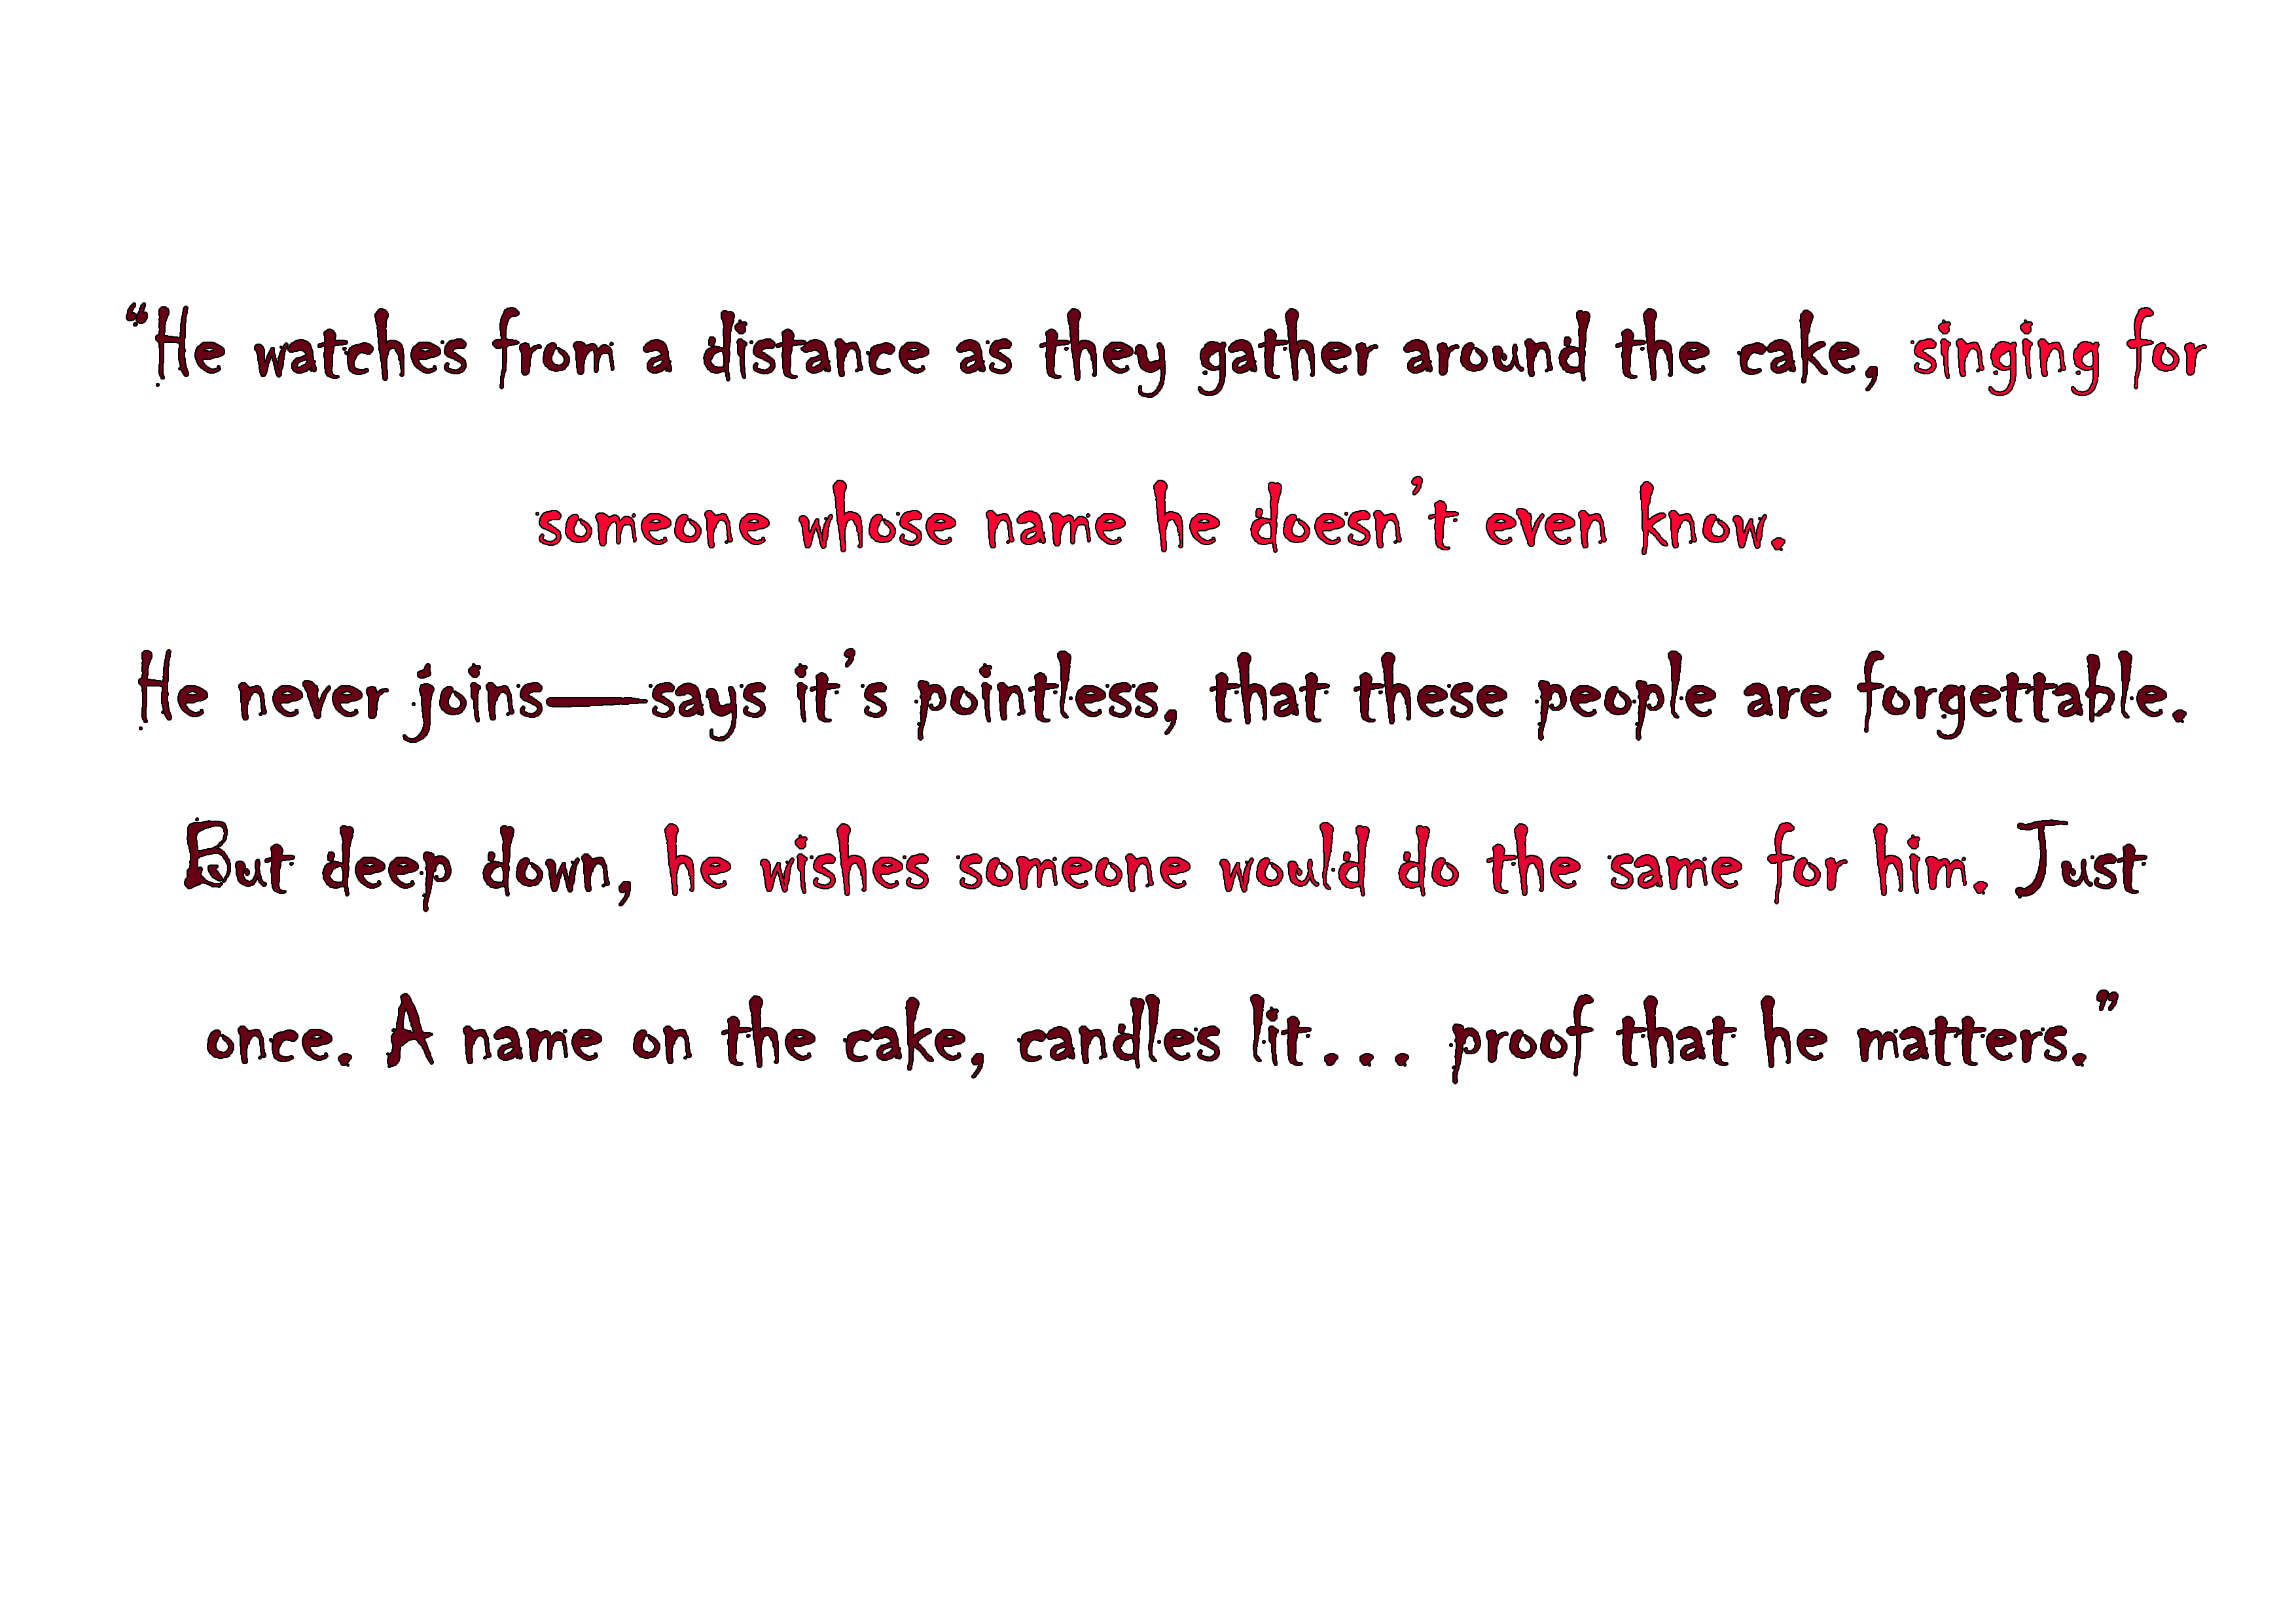 “He watches from a distance as they gather around the cake, singing for
someone whose name he doesn’t even know.
He never joins—says it’s pointless, that these people are forgettable.
But deep down, he wishes someone would do the same for him. Just
once. A name on the cake, candles lit... proof that he matters.”